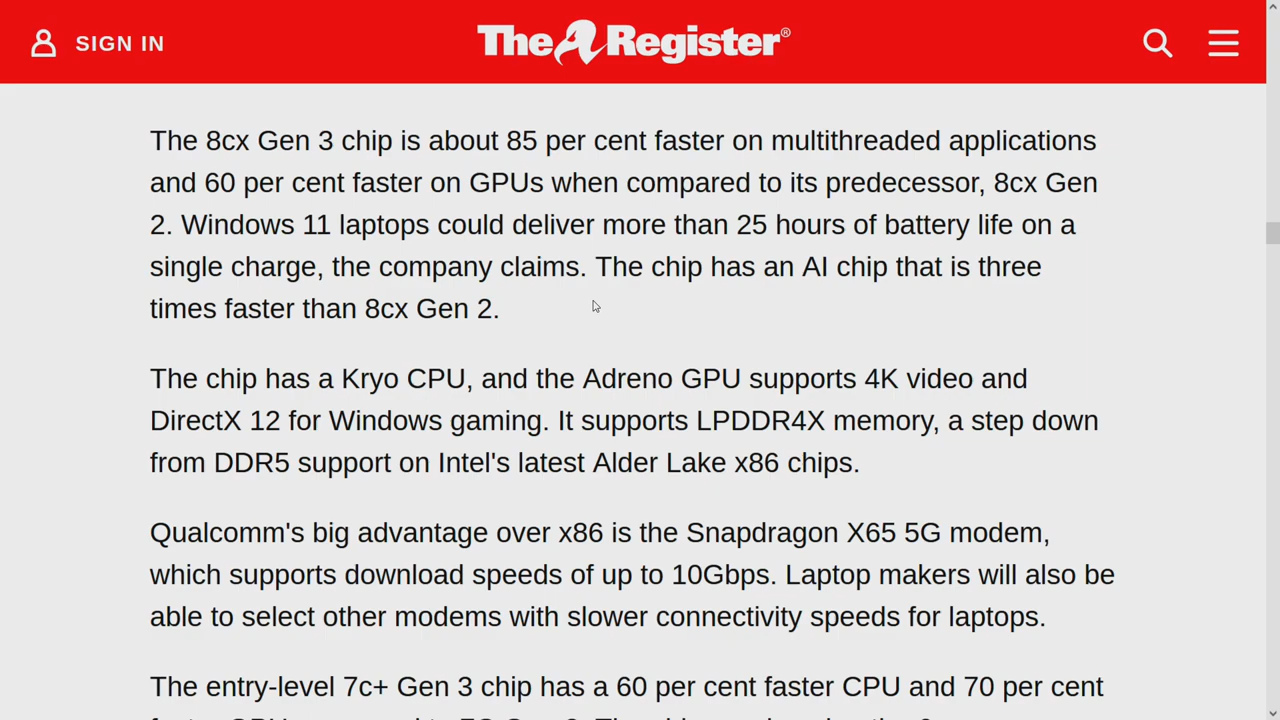 SIGN IN
The Register®
The 8cx Gen 3 chip is about 85 per cent faster on multithreaded applications
and 60 per cent faster on GPUs when compared to its predecessor, 8cx Gen
2. Windows 11 laptops could deliver more than 25 hours of battery life on a
single charge, the company claims. The chip has an AI chip that is three
times faster than 8cx Gen 2.
The chip has a Kryo CPU, and the Adreno GPU supports 4K video and
DirectX 12 for Windows gaming. It supports LPDDR4X memory, a step down
from DDR5 support on Intel's latest Alder Lake x86 chips.
Qualcomm's big advantage over x86 is the Snapdragon X65 5G modem,
which supports download speeds of up to 10Gbps. Laptop makers will also be
able to select other modems with slower connectivity speeds for laptops.
The entry-level 7c+ Gen 3 chip has a 60 per cent faster CPU and 70 per cent